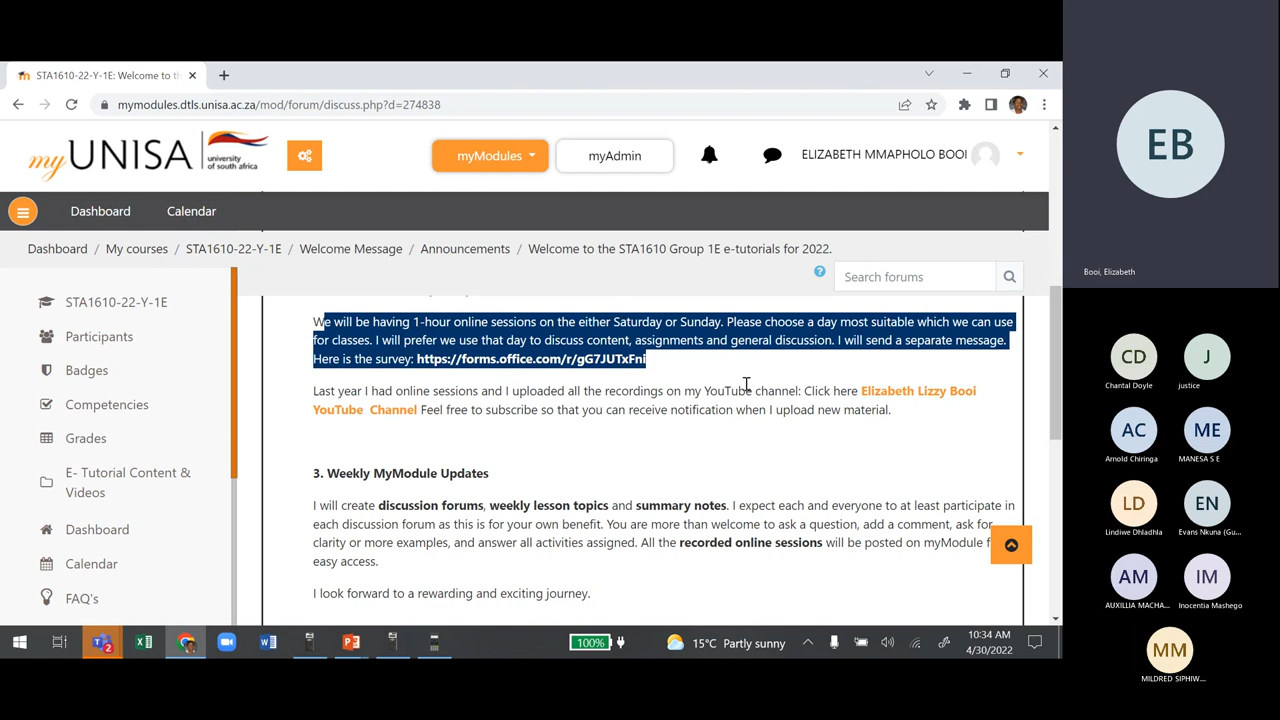 STA1610-22-Y-1E: Welcome to th
mymodules.dtls.unisa.ac.za/mod/forum/discuss.php?d=274838
myUNISA university of south africa
myModules
myAdmin
ELIZABETH MMAPHOLO BOOI
Dashboard
Calendar
Dashboard / My courses / STA1610-22-Y-1E / Welcome Message / Announcements / Welcome to the STA1610 Group 1E e-tutorials for 2022.
Search forums
STA1610-22-Y-1E
Participants
Badges
Competencies
Grades
E- Tutorial Content &
Videos
Dashboard
Calendar
FAQ's
We will be having 1-hour online sessions on the either Saturday or Sunday. Please choose a day most suitable which we can use
for classes. I will prefer we use that day to discuss content, assignments and general discussion. I will send a separate message.
Here is the survey: https://forms.office.com/r/gG7JUTxFni
Last year I had online sessions and I uploaded all the recordings on my YouTube channel: Click here Elizabeth Lizzy Booi
YouTube Channel Feel free to subscribe so that you can receive notification when I upload new material.
3. Weekly MyModule Updates
I will create discussion forums, weekly lesson topics and summary notes. I expect each and everyone to at least participate in
each discussion forum as this is for your own benefit. You are more than welcome to ask a question, add a comment, ask for
clarity or more examples, and answer all activities assigned. All the recorded online sessions will be posted on myModule f
easy access.
I look forward to a rewarding and exciting journey.
2
100%
15°C Partly sunny
10:34 AM
4/30/2022
EB
Booi, Elizabeth
CD
Chantal Doyle
J
justice
AC
Arnold Chiringa
ME
MANESA S E
LD
Lindiwe Dhladhla
EN
Evans Nkuna (Gu...
AM
AUXILLIA MACHA...
IM
Inocentia Mashego
MM
MILDRED SIPHIW...